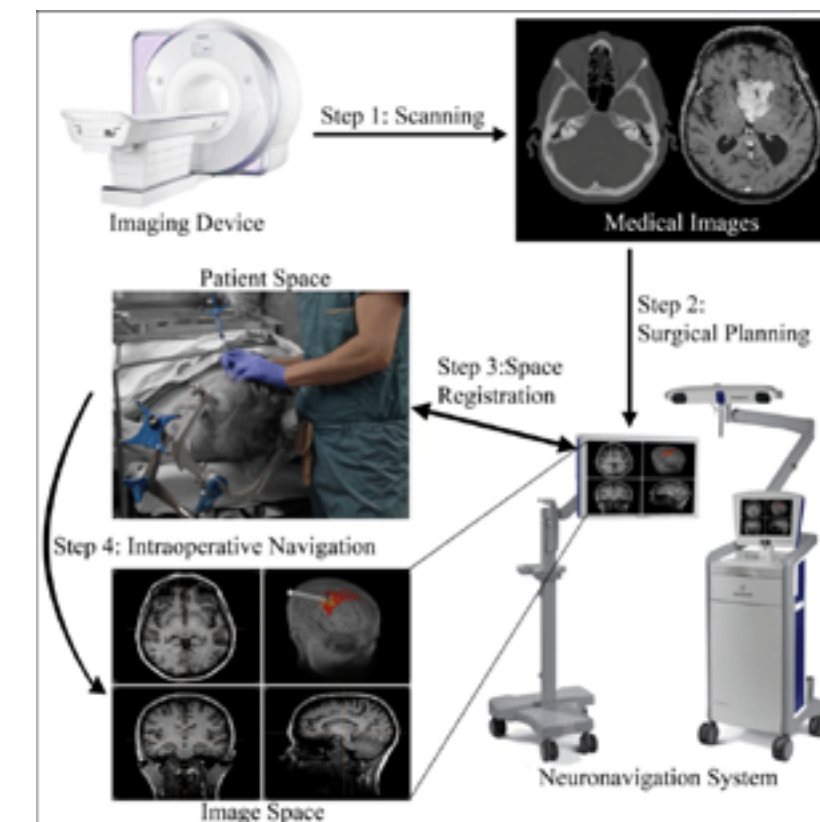 Step 1: Scanning
Imaging Device
Medical Images
Patient Space
Step 2:
Surgical Planning
Step 3:Space
Registration
Step 4: Intraoperative Navigation
Neuronavigation System
Image Space